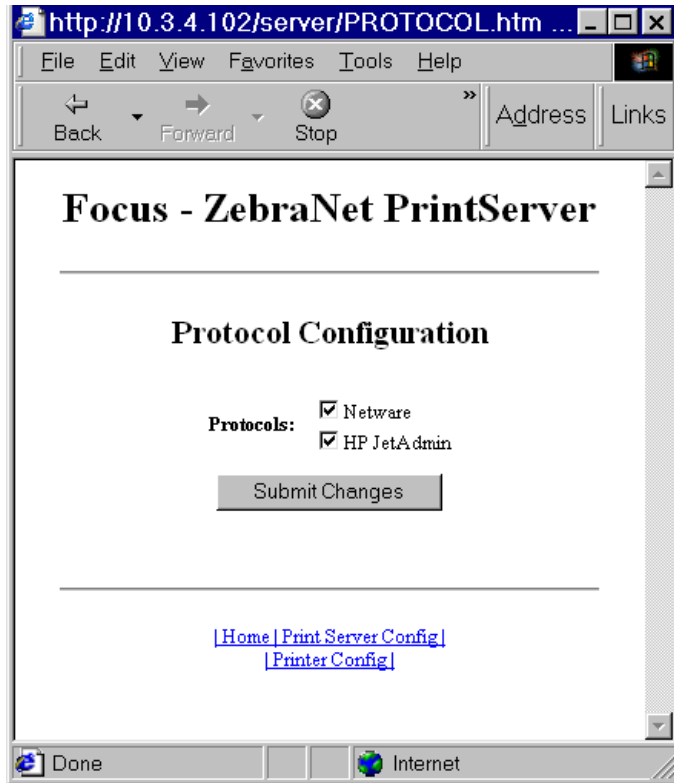 http://10.3.4.102/server/PROTOCOL.htm ...
File Edit View Favorites Tools Help
Back Forward Stop » Address Links
Focus - ZebraNet PrintServer
Protocol Configuration
Protocols:
Netware
HP JetAdmin
Submit Changes
| Home | Print Server Config |
| Printer Config |
Done Internet